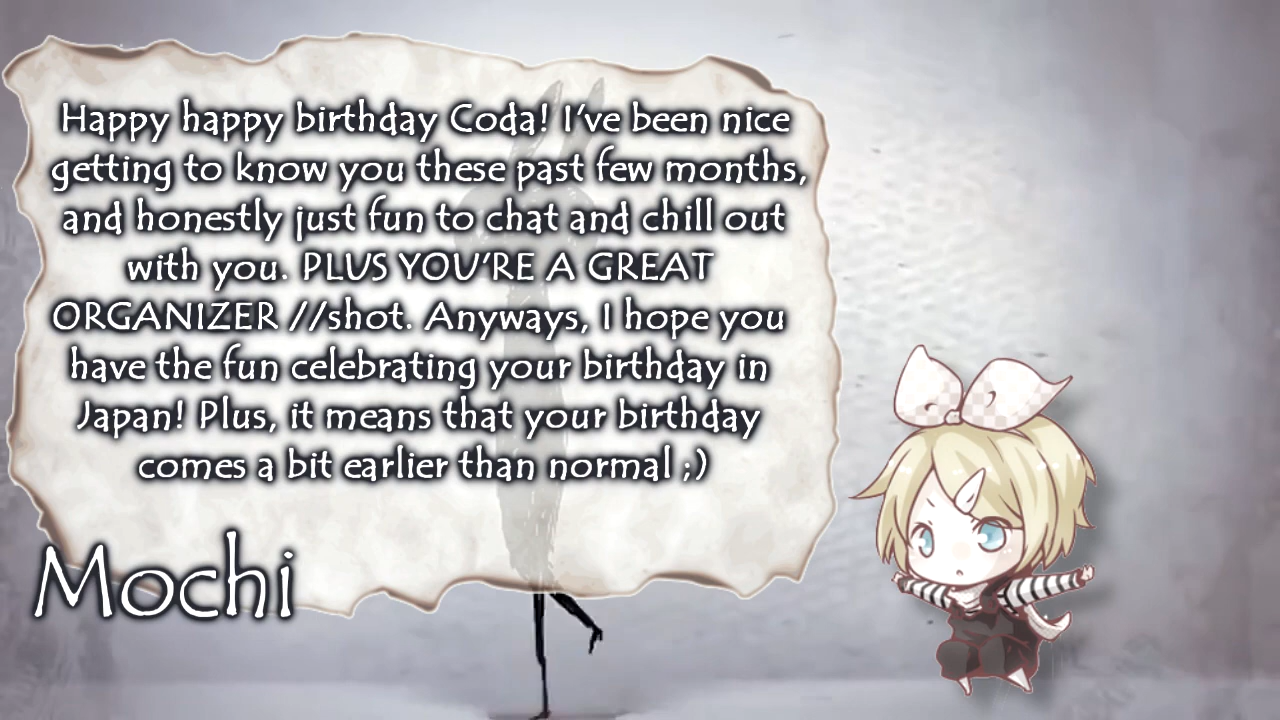 Happy happy birthday Coda! I've been nice
getting to know you these past few months,
and honestly just fun to chat and chill out
with you. PLUS YOU'RE A GREAT
ORGANIZER //shot. Anyways, I hope you
have the fun celebrating your birthday in
Japan! Plus, it means that your birthday
comes a bit earlier than normal ;)
Mochi